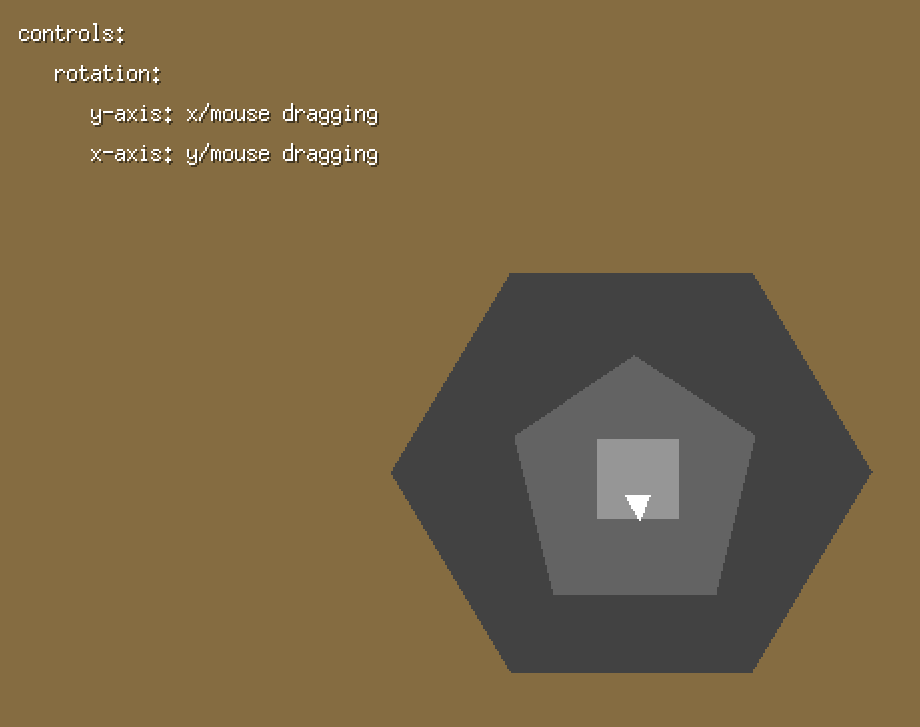 controls:
rotation:
y-axis: x/mouse dragging
x-axis: y/mouse dragging